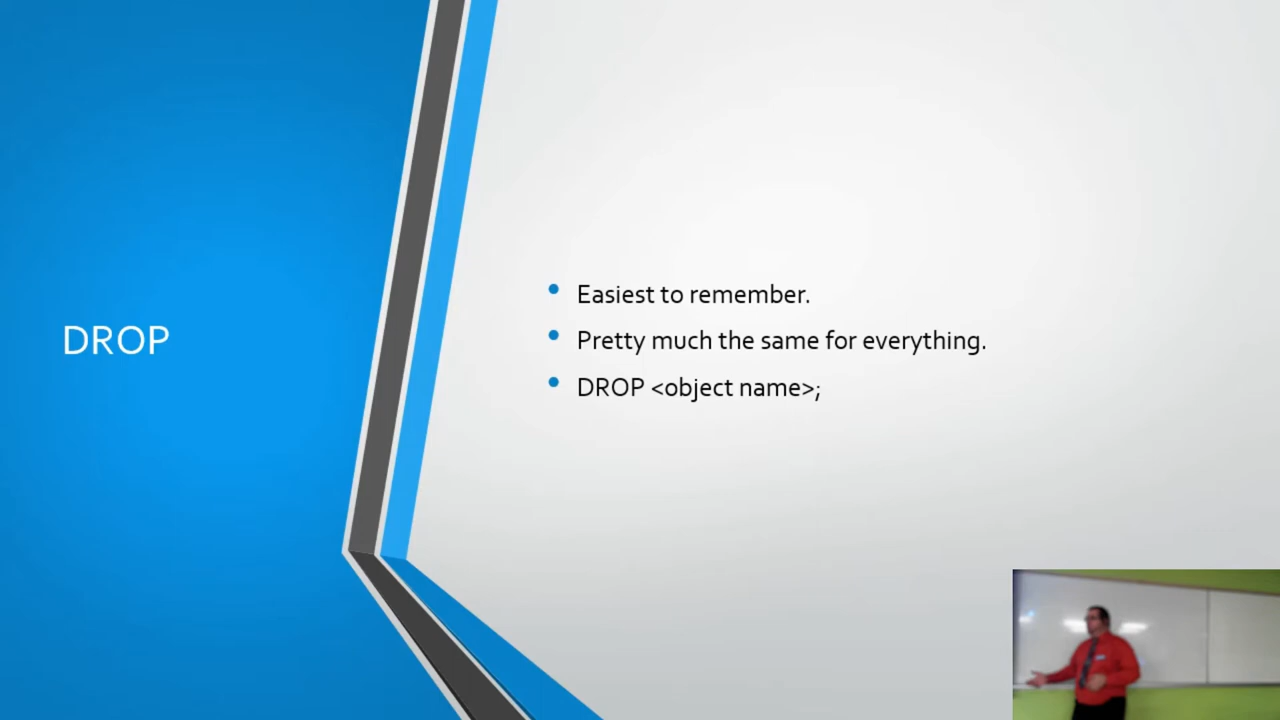 DROP
Easiest to remember.
Pretty much the same for everything.
DROP <object name>;